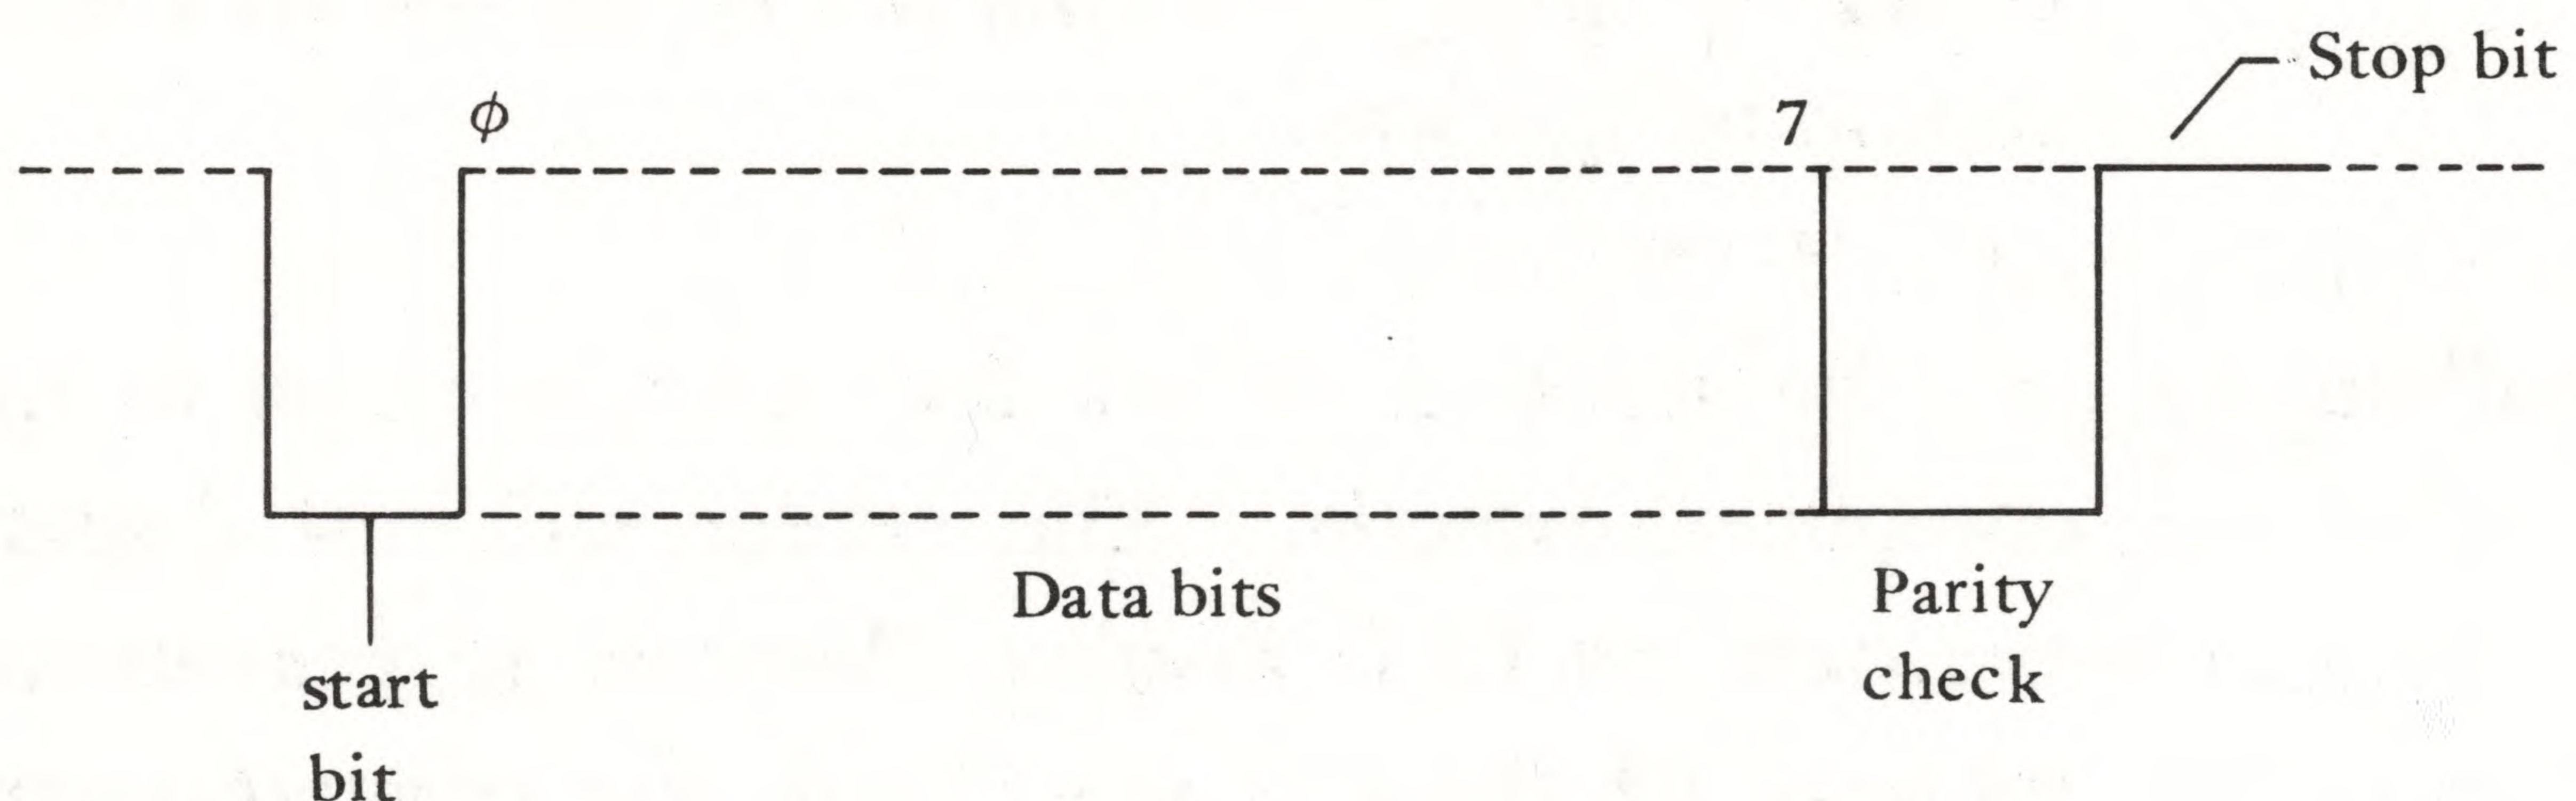 Stop bit
ϕ
7
Data bits
Parity
check
start
bit